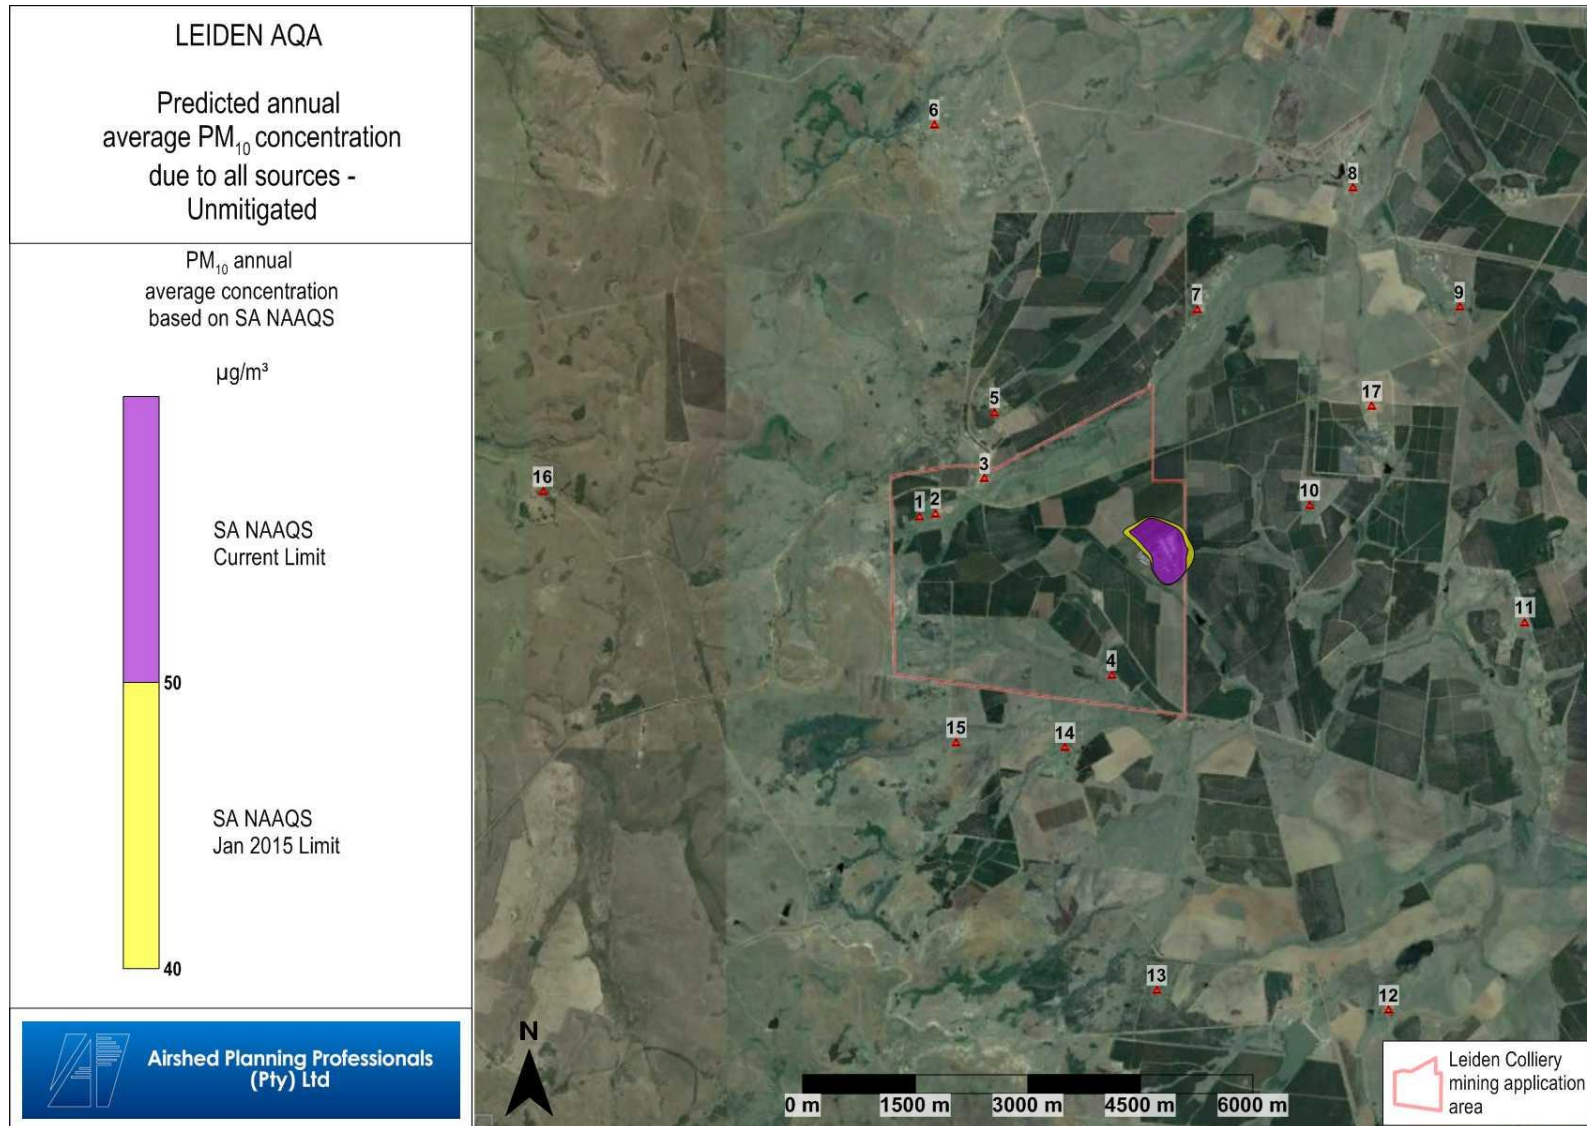 LEIDEN AQA
Predicted annual
average PM₁₀ concentration
due to all sources -
Unmitigated
PM₁₀ annual
average concentration
based on SA NAAQS
µg/m³
SA NAAQS
Current Limit
50
SA NAAQS
Jan 2015 Limit
40
Airshed Planning Professionals
(Pty) Ltd
6
8
7
9
17
5
3
16
10
1 2
11
4
15
14
13
12
N
0 m 1500 m 3000 m 4500 m 6000 m
Leiden Colliery
mining application
area